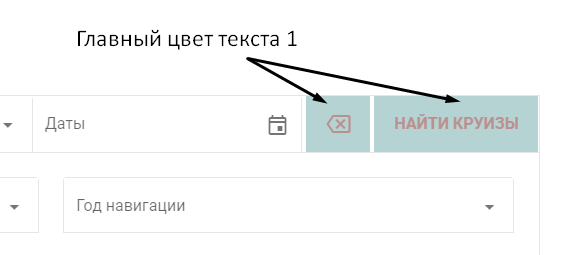 Главный цвет текста 1
Даты
НАЙТИ КРУИЗЫ
Год навигации